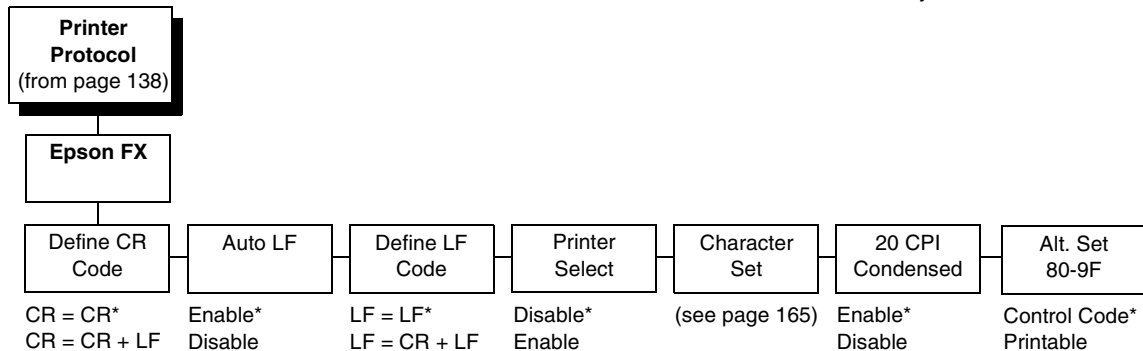 Printer
Protocol
(from page 138)
Epson FX
Define CR
Code
Auto LF
Define LF
Code
Printer
Select
Character
Set
20 CPI
Condensed
Alt. Set
80-9F
CR = CR*
CR = CR + LF
Enable*
Disable
LF = LF*
LF = CR + LF
Disable*
Enable
(see page 165)
Enable*
Disable
Control Code*
Printable